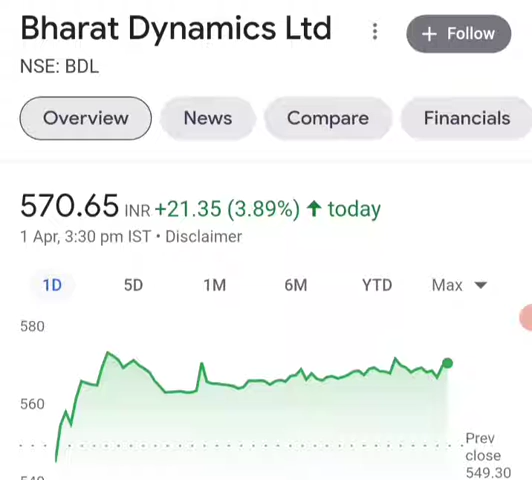 Bharat Dynamics Ltd
+ Follow
NSE: BDL
Overview News Compare Financials
570.65 INR +21.35 (3.89%) ↑ today
1 Apr, 3:30 pm IST • Disclaimer
1D 5D 1M 6M YTD Max
580
560
Prev
close
549.30